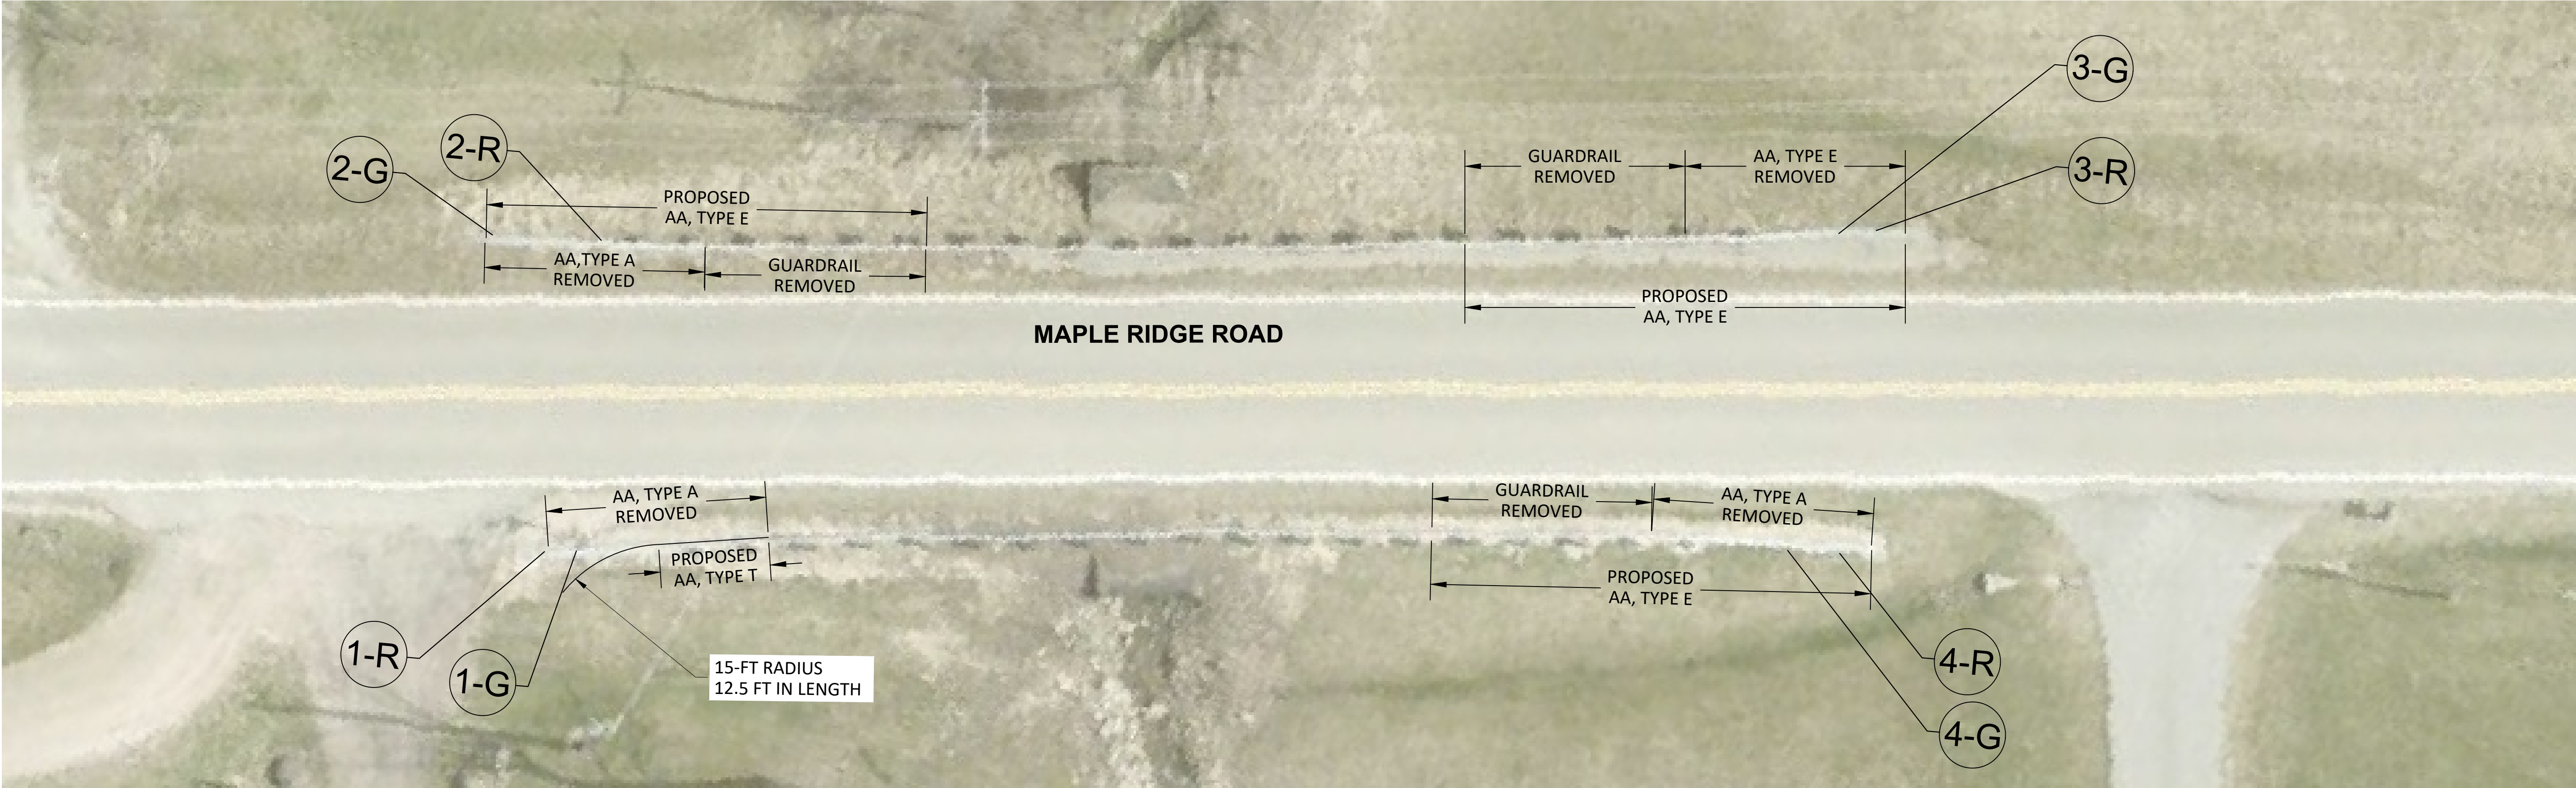 3-G
2-R
2-G
GUARDRAIL
REMOVED
AA, TYPE E
REMOVED
3-R
PROPOSED
AA, TYPE E
AA,TYPE A
REMOVED
GUARDRAIL
REMOVED
PROPOSED
AA, TYPE E
MAPLE RIDGE ROAD
AA, TYPE A
REMOVED
GUARDRAIL
REMOVED
AA, TYPE A
REMOVED
PROPOSED
AA, TYPE T
PROPOSED
AA, TYPE E
1-R
1-G
15-FT RADIUS
12.5 FT IN LENGTH
4-R
4-G